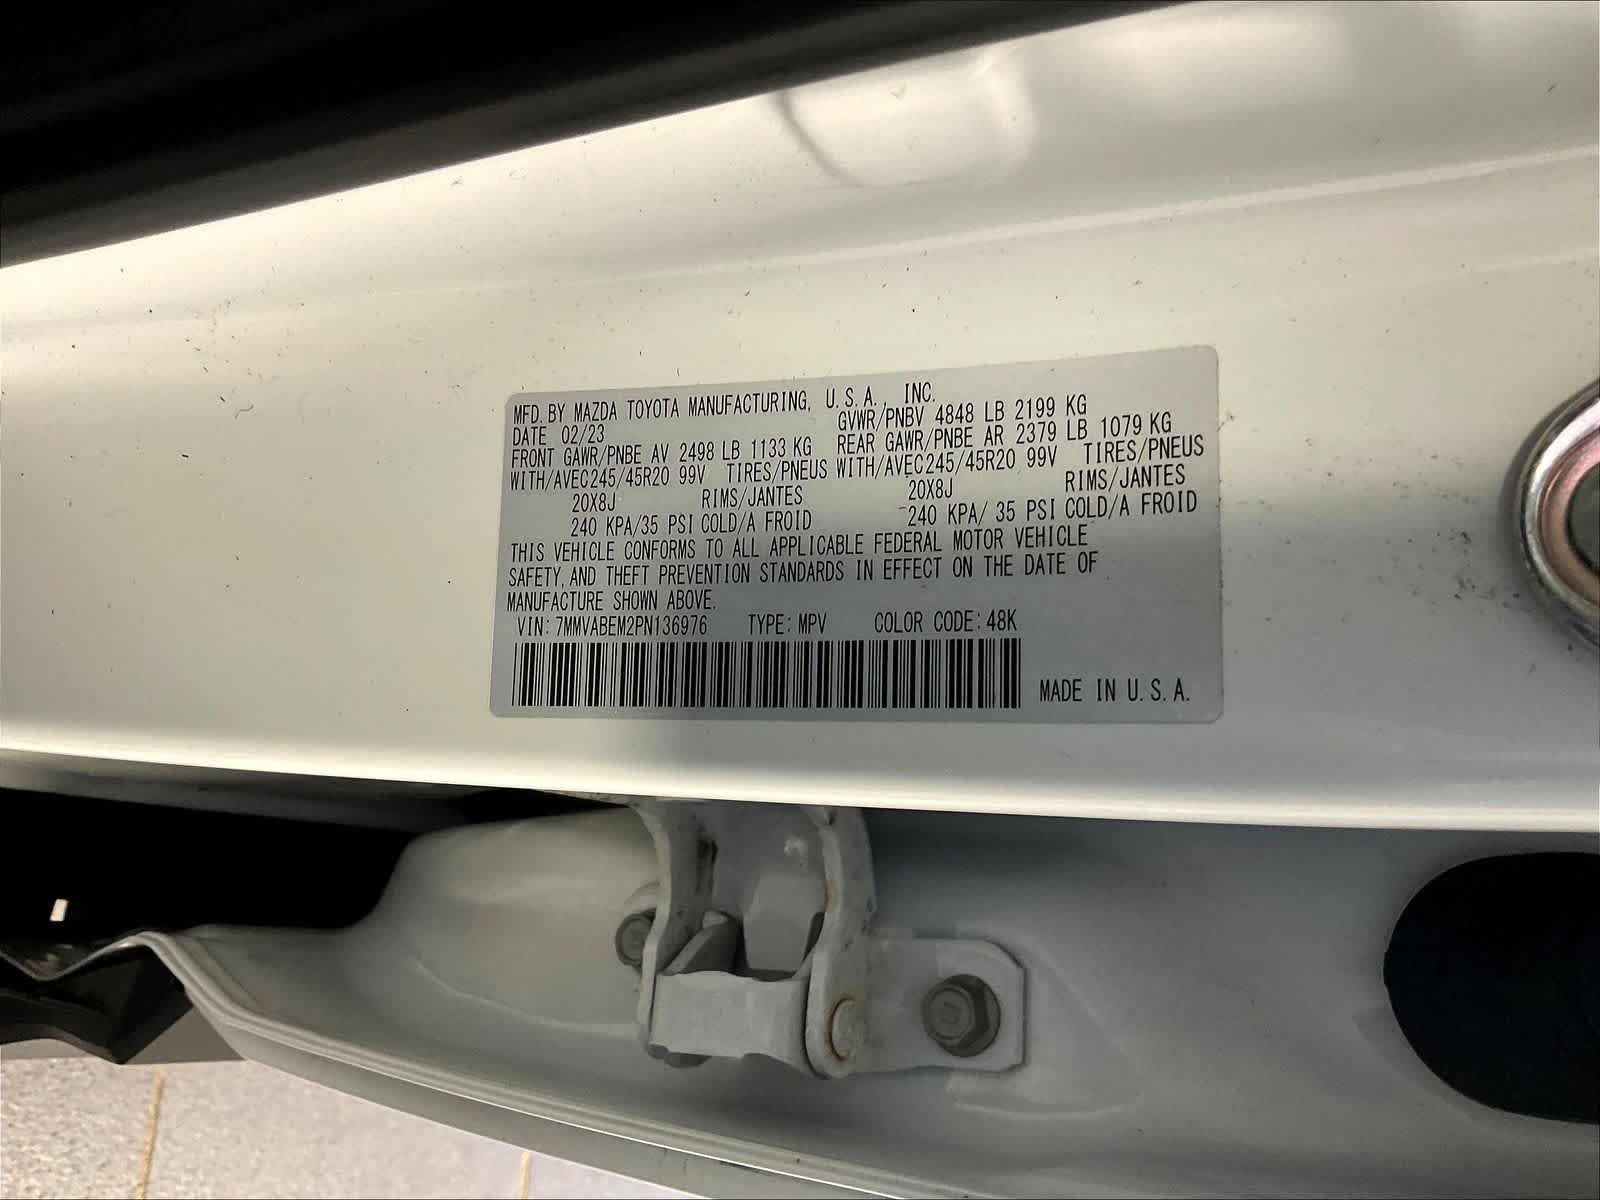 MFD. BY MAZDA TOYOTA MANUFACTURING, U.S.A., INC.
DATE 02/23 GVWR/PNBV 4848 LB 2199 KG
FRONT GAWR/PNBE AV 2498 LB 1133 KG REAR GAWR/PNBE AR 2379 LB 1079 KG
WITH/AVEC245/45R20 99V TIRES/PNEUS WITH/AVEC245/45R20 99V TIRES/PNEUS
20X8J RIMS/JANTES 20X8J RIMS/JANTES
240 KPA/35 PSI COLD/A FROID 240 KPA/ 35 PSI COLD/A FROID
THIS VEHICLE CONFORMS TO ALL APPLICABLE FEDERAL MOTOR VEHICLE
SAFETY, AND THEFT PREVENTION STANDARDS IN EFFECT ON THE DATE OF
MANUFACTURE SHOWN ABOVE.
VIN: 7MMVABEM2PN136976 TYPE: MPV COLOR CODE: 48K
MADE IN U.S.A.